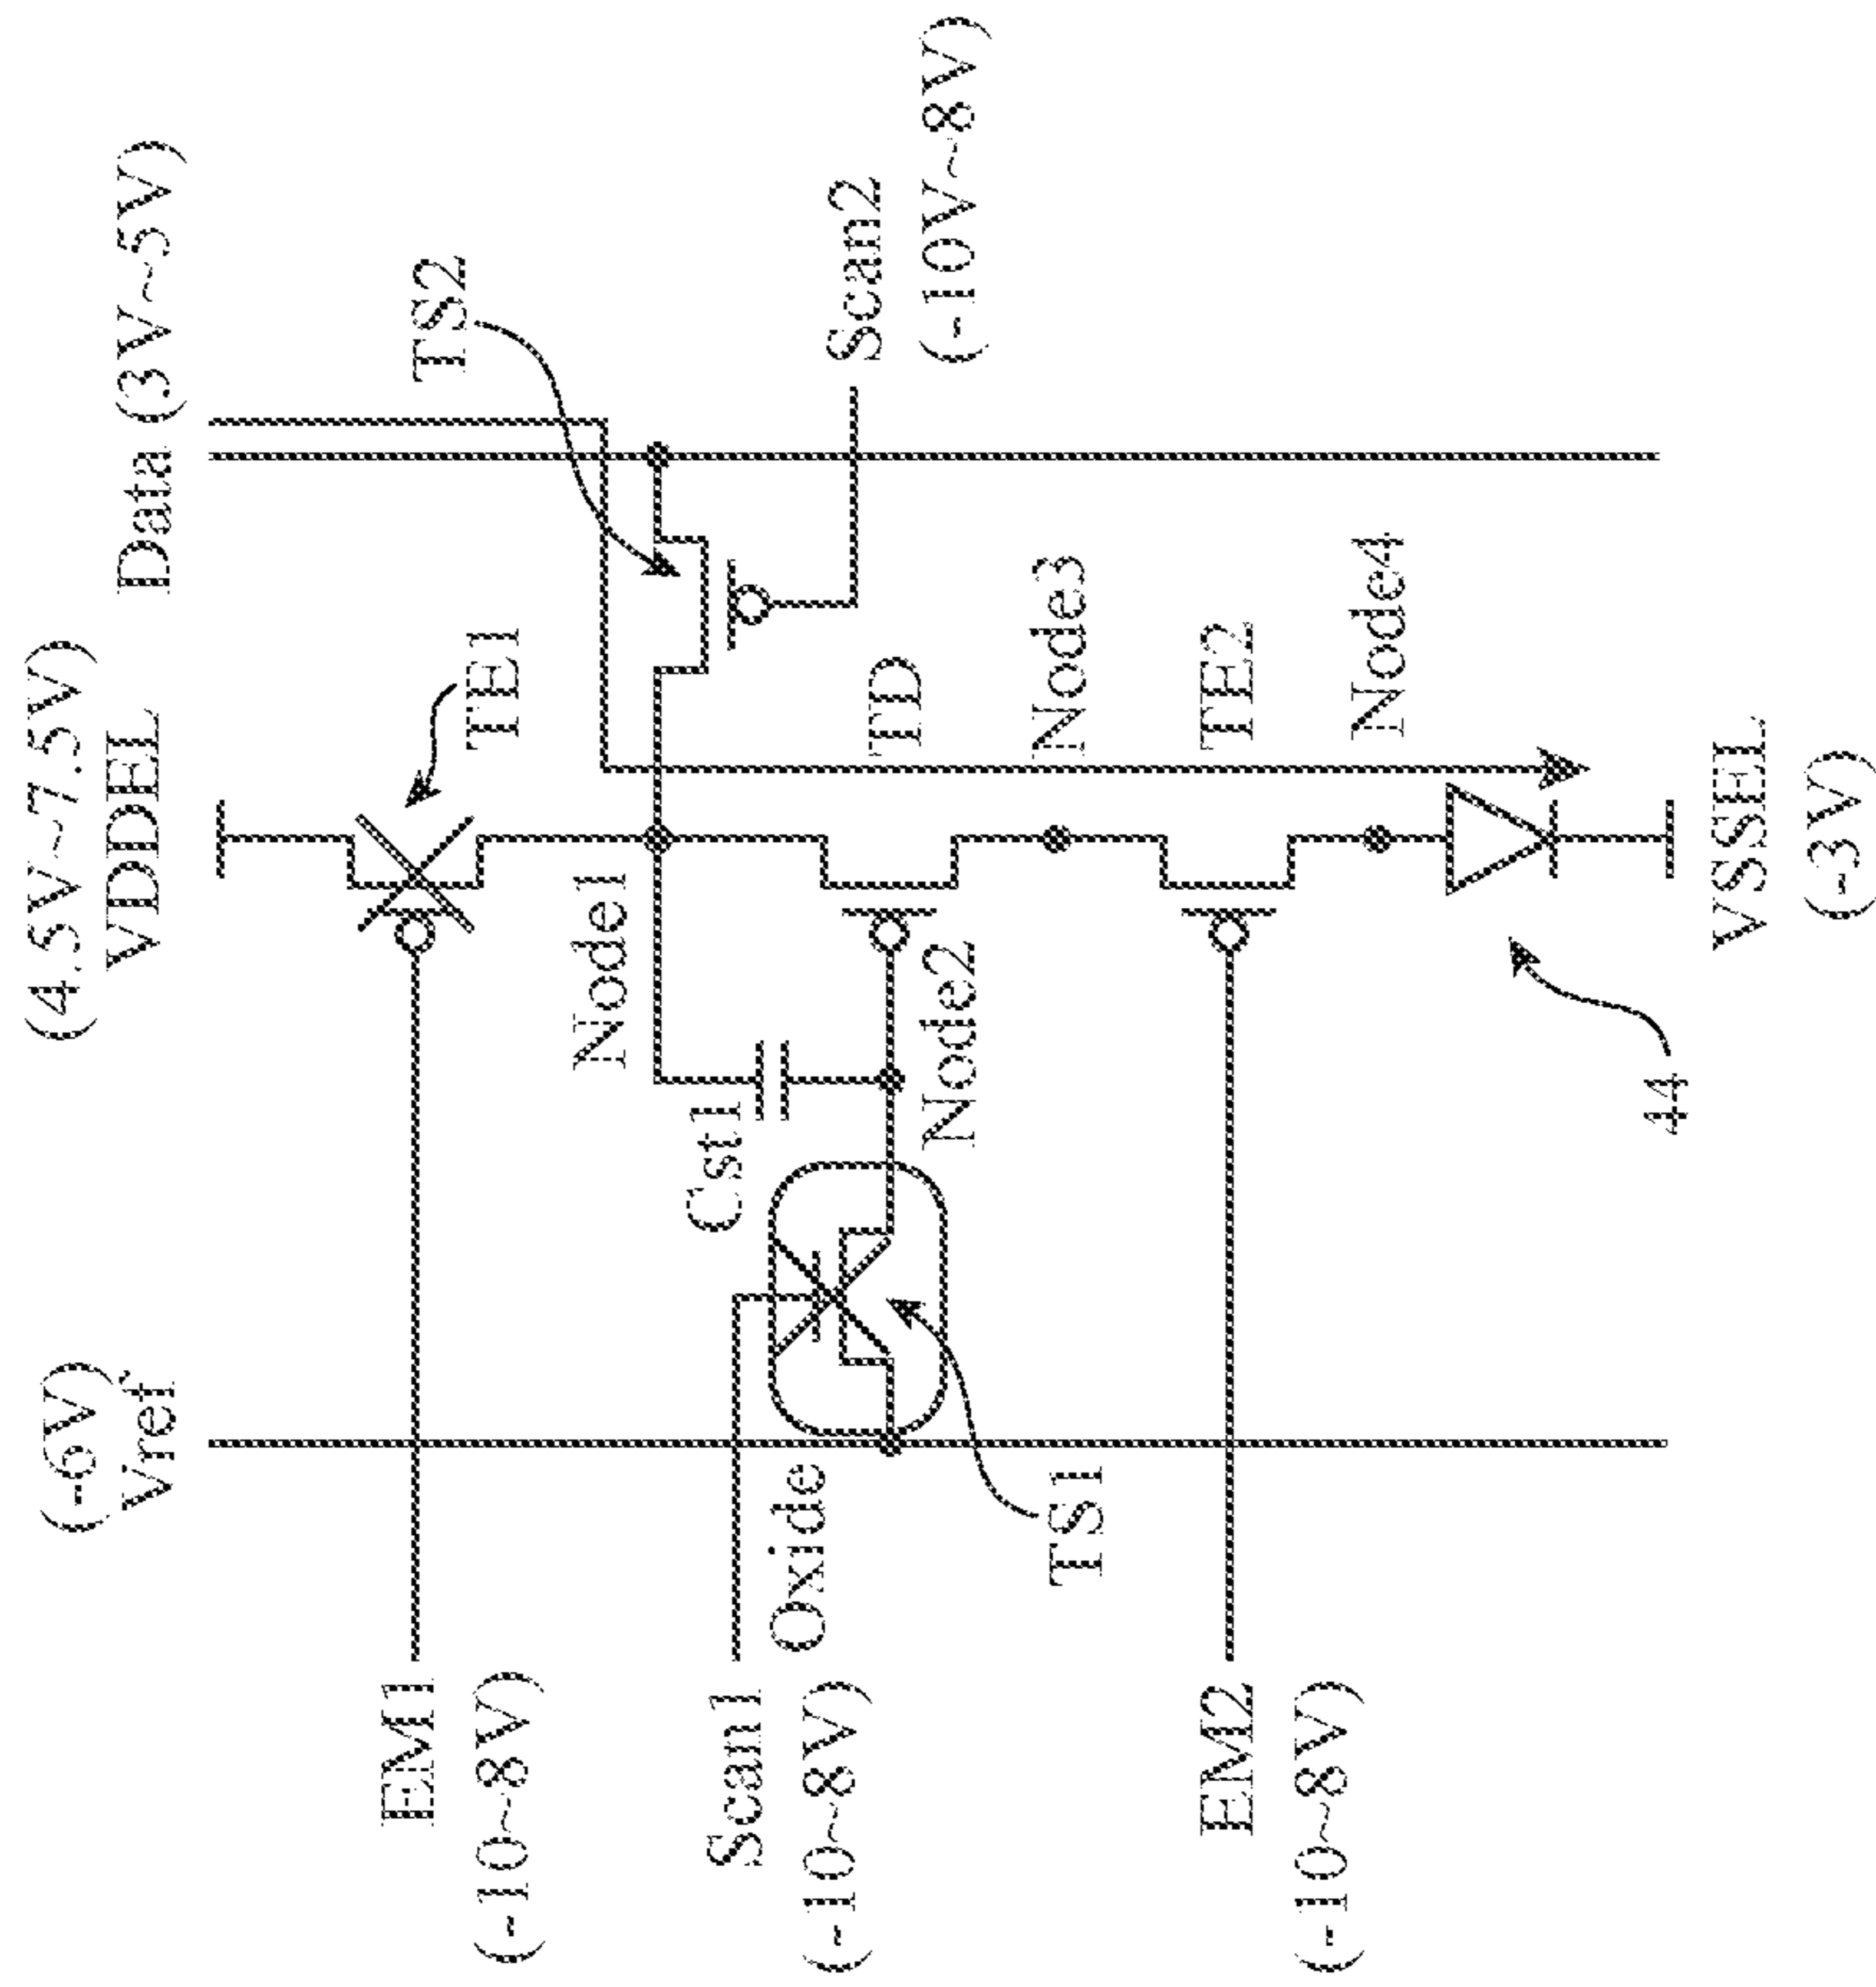 (4.5V~7.5V)
VDDEL
Data (3V~5V)
(-6V)
Vref
TE1
TS2
EM1
(-10~8V)
Node1
Scan1
(-10~8V)
Cst1
Oxide
TD
Scan2
(-10V~8V)
Node2
Node3
TS1
EM2
(-10~8V)
TE2
Node4
44
VSSEL
(-3V)